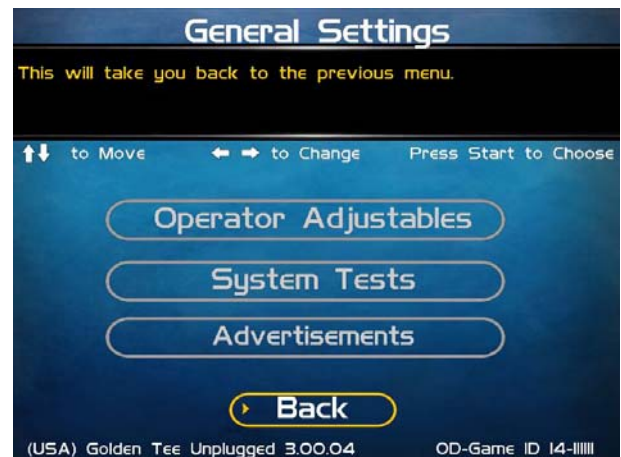 General Settings
This will take you back to the previous menu.
to Move to Change Press Start to Choose
Operator Adjustables
System Tests
Advertisements
Back
(USA) Golden Tee Unplugged 3.00.04 OD-Game ID 14-111111